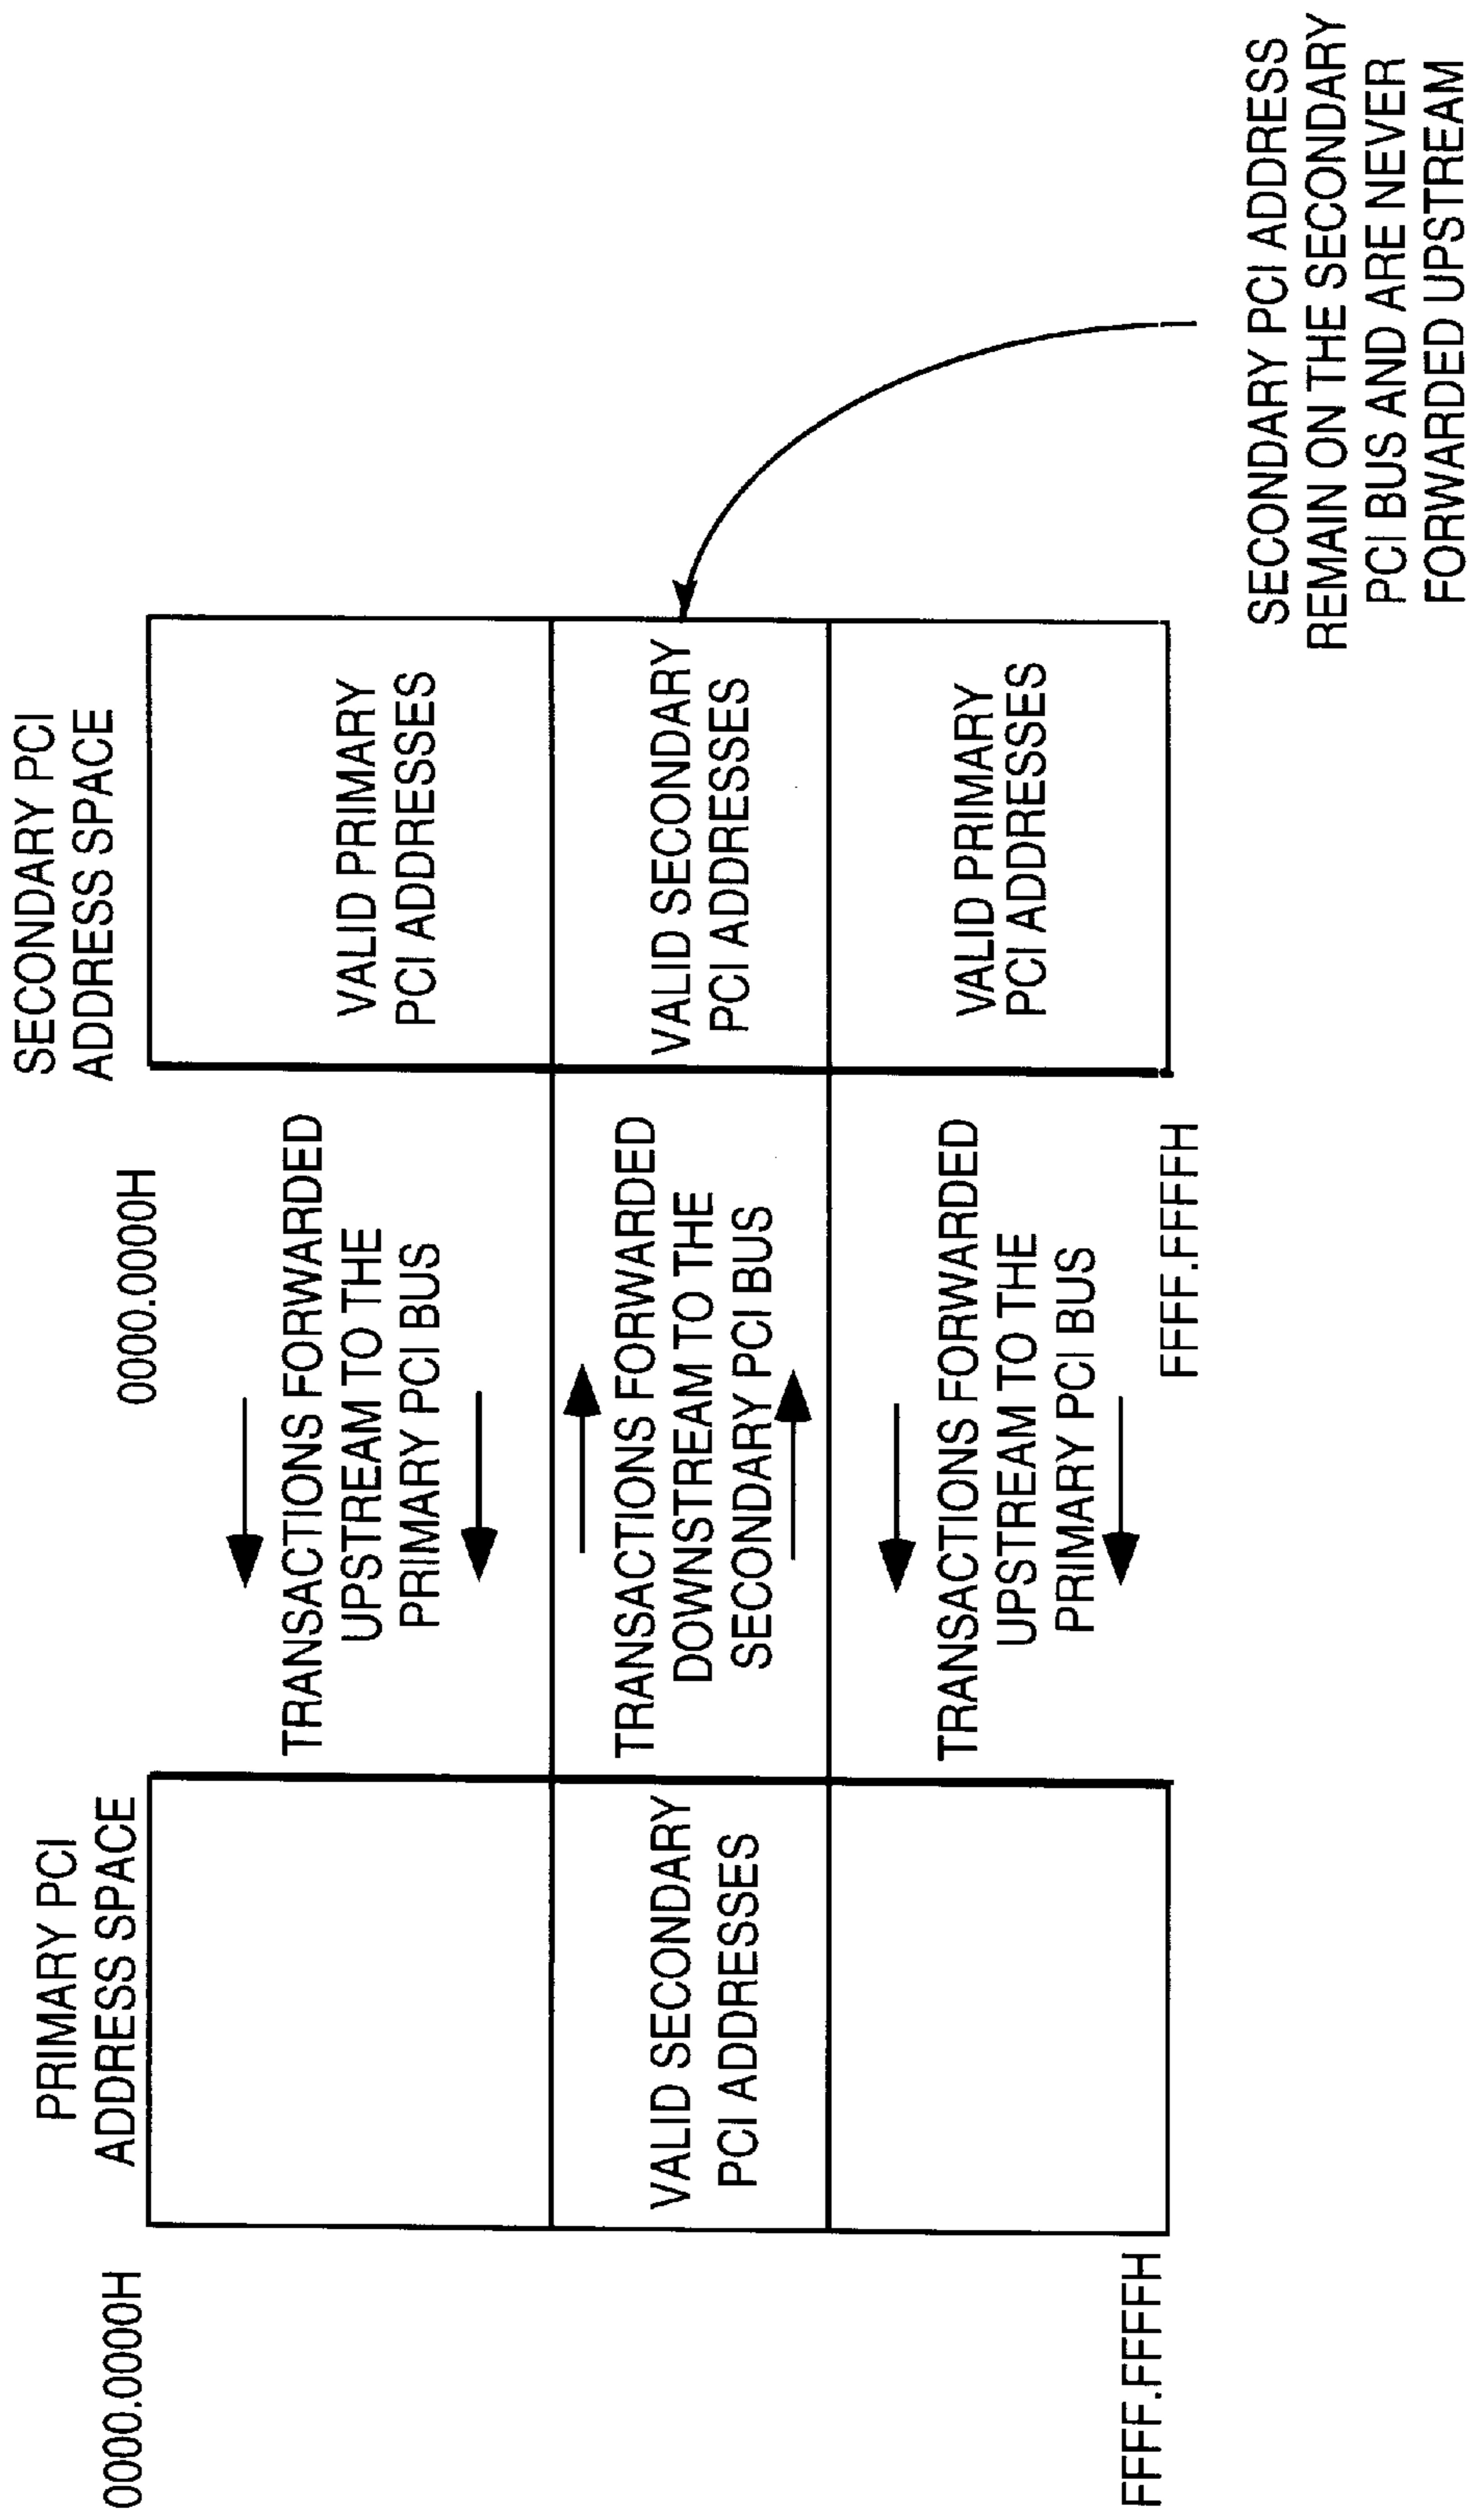 PRIMARY PCI
ADDRESS SPACE
SECONDARY PCI
ADDRESS SPACE
0000.000H
0000.000H
TRANSACTIONS FORWARDED
UPSTREAM TO THE
PRIMARY PCI BUS
VALID PRIMARY
PCI ADDRESSES
VALID SECONDARY
PCI ADDRESSES
TRANSACTIONS FORWARDED
DOWNSTREAM TO THE
SECONDARY PCI BUS
VALID SECONDARY
PCI ADDRESSES
TRANSACTIONS FORWARDED
UPSTREAM TO THE
PRIMARY PCI BUS
VALID PRIMARY
PCI ADDRESSES
FFFF.FFFFH
FFFF.FFFFH
SECONDARY PCI ADDRESS
REMAIN ON THE SECONDARY
PCI BUS AND ARE NEVER
FORWARDED UPSTREAM